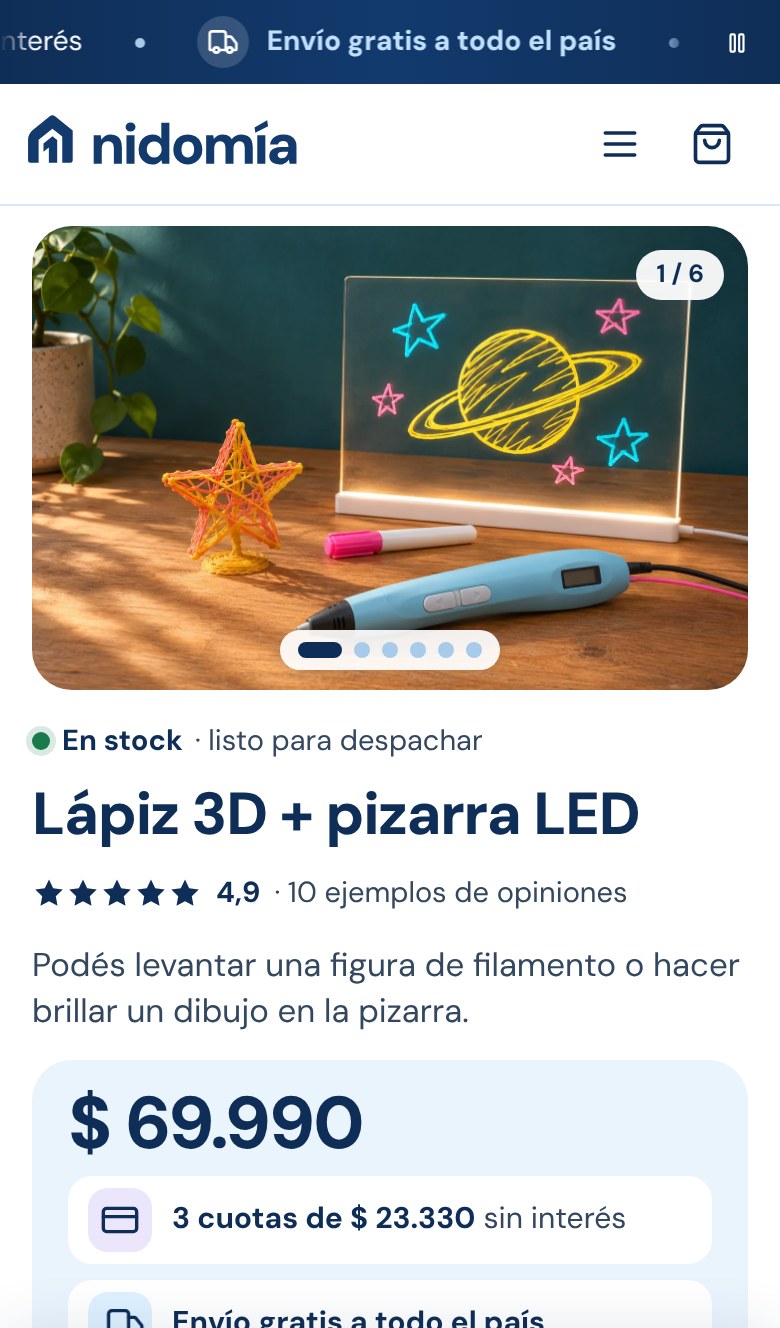 Envío gratis a todo el país
nidomía
1 / 6
En stock · listo para despachar
Lápiz 3D + pizarra LED
4,9 · 10 ejemplos de opiniones
Podés levantar una figura de filamento o hacer
brillar un dibujo en la pizarra.
$ 69.990
3 cuotas de $ 23.330 sin interés
Envío gratis a todo el país